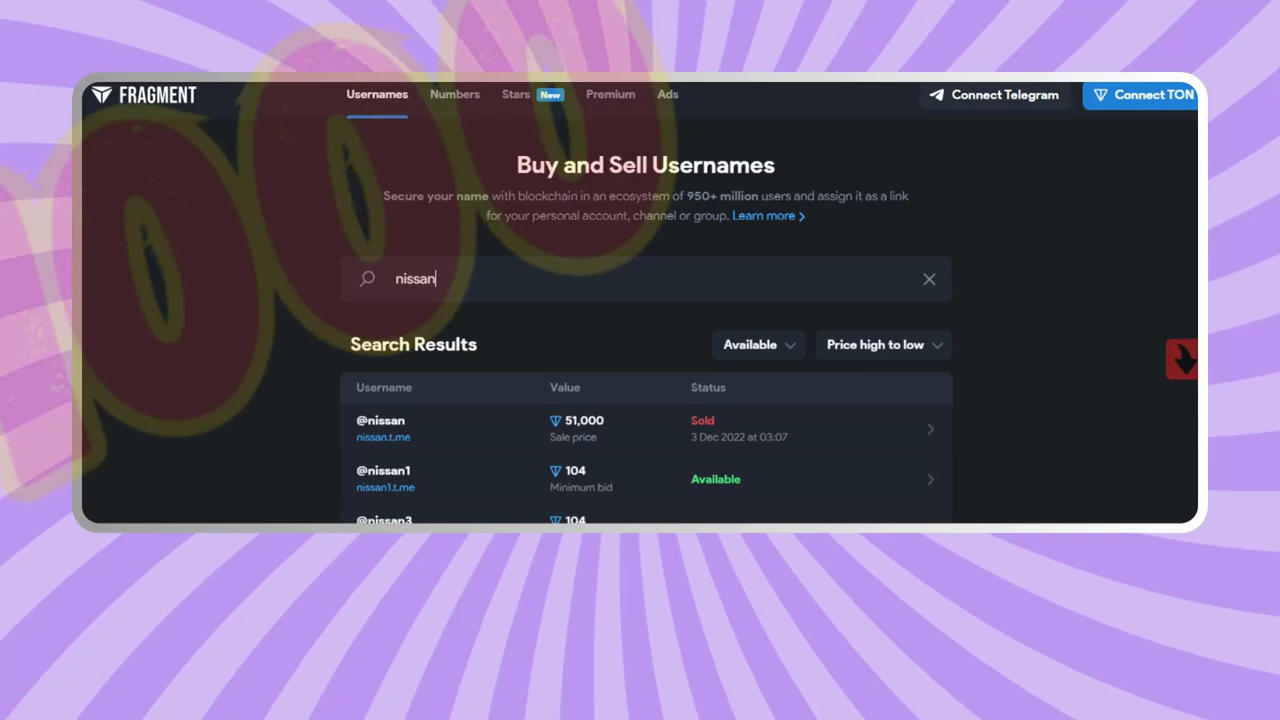 000
FRAGMENT
Usernames Numbers Stars New Premium Ads
Connect Telegram Connect TON
Buy and Sell Usernames
Secure your name with blockchain in an ecosystem of 950+ million users and assign it as a link
for your personal account, channel or group. Learn more >
nissan
Search Results
Available Price high to low
Username Value Status
@nissan 51,000 Sold
nissan.t.me Sale price 3 Dec 2022 at 03:07
@nissan1 104 Available
nissan1.t.me Minimum bid
@nissan3 104